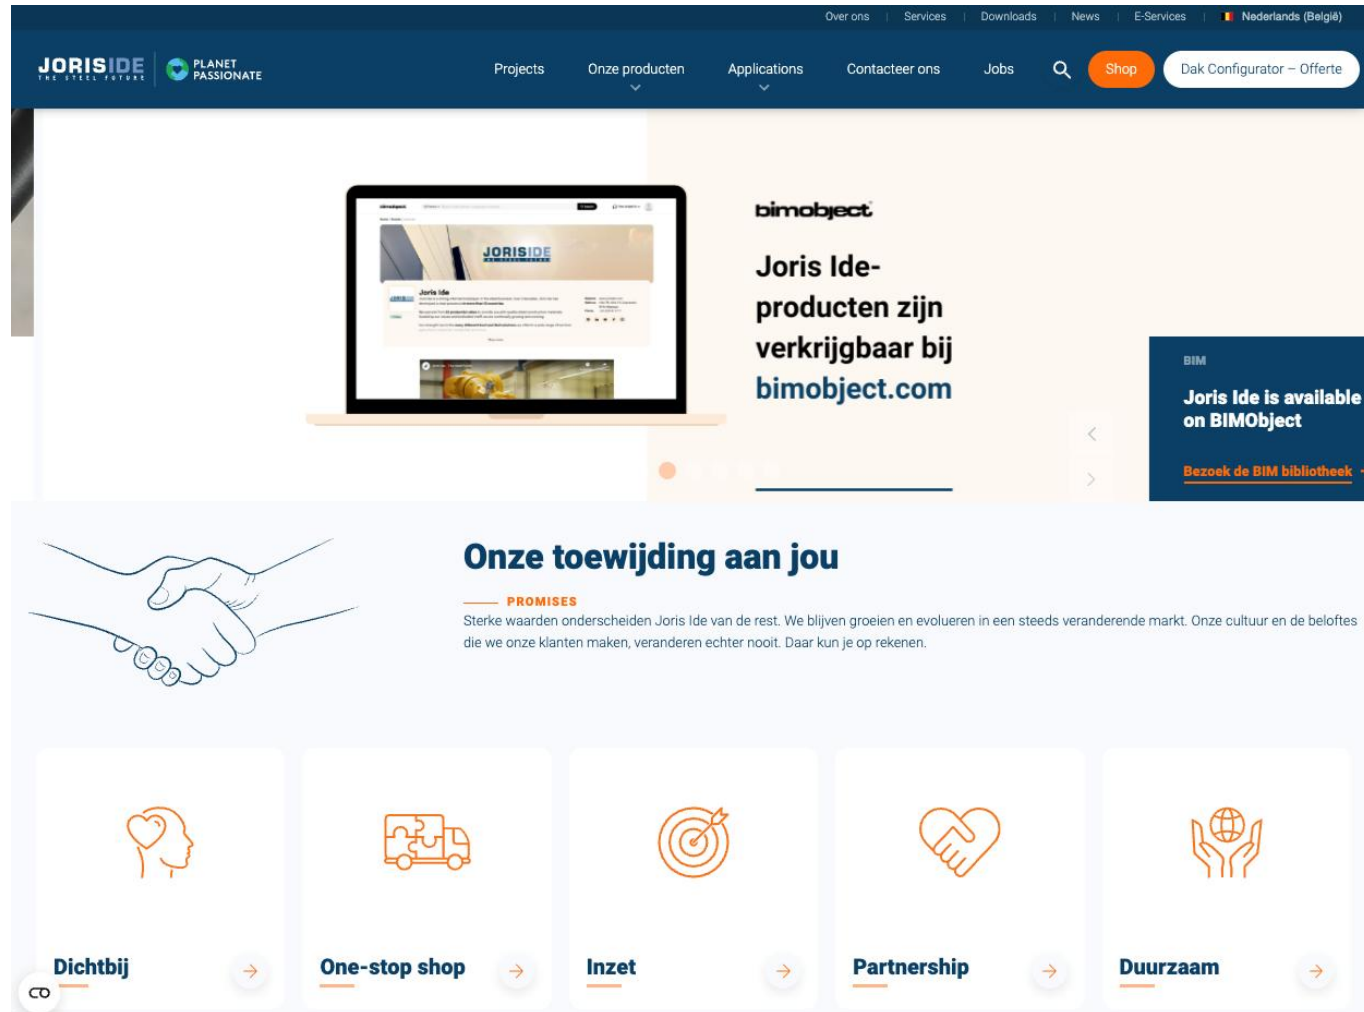 Over ons
Services
Downloads
News
E-Services
Nederlands (België)
JORISIDE
THE STEEL FUTURE
PLANET
PASSIONATE
Projects
Onze producten
Applications
Contacteer ons
Jobs
Shop
Dak Configurator – Offerte
bimobject
JORISIDE
THE STEEL FUTURE
Joris Ide
bimobject
Joris Ide-
producten zijn
verkrijgbaar bij
bimobject.com
BIM
Joris Ide is available
on BIMObject
Bezoek de BIM bibliotheek
Onze toewijding aan jou
PROMISES
Sterke waarden onderscheiden Joris Ide van de rest. We blijven groeien en evolueren in een steeds veranderende markt. Onze cultuur en de beloftes
die we onze klanten maken, veranderen echter nooit. Daar kun je op rekenen.
Dichtbij
One-stop shop
Inzet
Partnership
Duurzaam